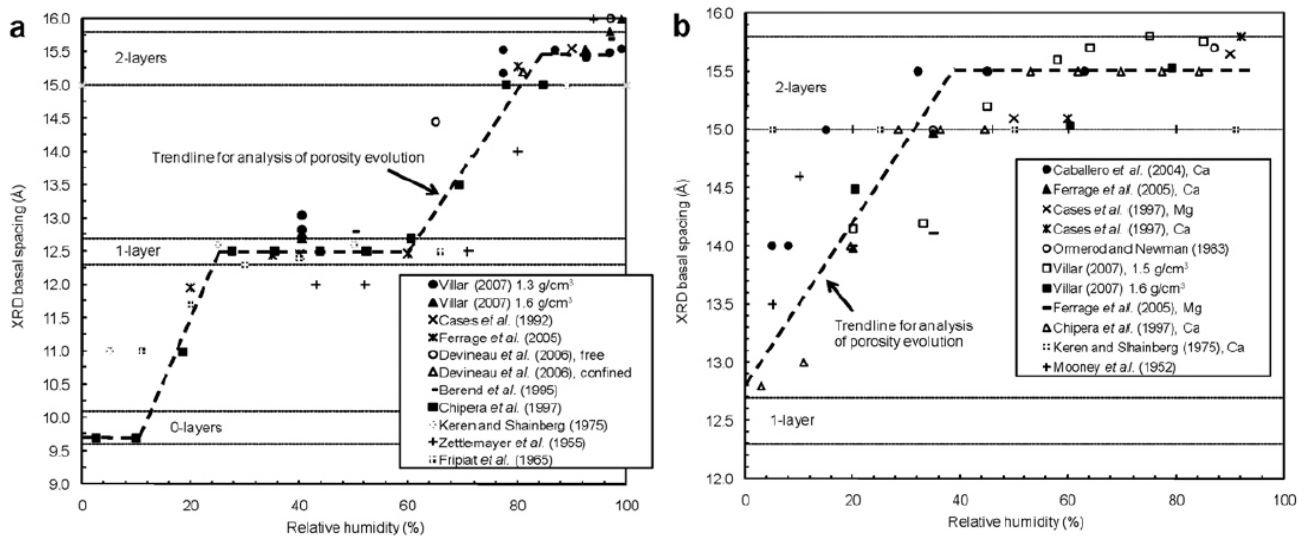 a
XRD basal spacing (Å)
16.0
15.5
15.0
14.5
14.0
13.5
13.0
12.5
12.0
11.5
11.0
10.5
10.0
9.5
9.0
2-layers
Trendline for analysis of porosity evolution
1-layer
0-layers
Villar (2007) 1.3 g/cm³
Villar (2007) 1.6 g/cm³
Cases et al. (1992)
Ferrage et al. (2005)
Devineau et al. (2006), free
Devineau et al. (2006), confined
Berend et al. (1995)
Chipera et al. (1997)
Keren and Shainberg (1975)
Zettlemayer et al. (1955)
Fripiat et al. (1965)
0 20 40 60 80 100
Relative humidity (%)
b
XRD basal spacing (Å)
16.0
15.5
15.0
14.5
14.0
13.5
13.0
12.5
12.0
2-layers
Trendline for analysis
of porosity evolution
1-layer
Caballero et al. (2004), Ca
Ferrage et al. (2005), Ca
Cases et al. (1997), Mg
Cases et al. (1997), Ca
Ormerod and Newman (1983)
Villar (2007), 1.5 g/cm³
Villar (2007) 1.6 g/cm³
Ferrage et al. (2005), Mg
Chipera et al. (1997), Ca
Keren and Shainberg (1975), Ca
Mooney et al. (1952)
0 20 40 60 80 100
Relative humidity (%)